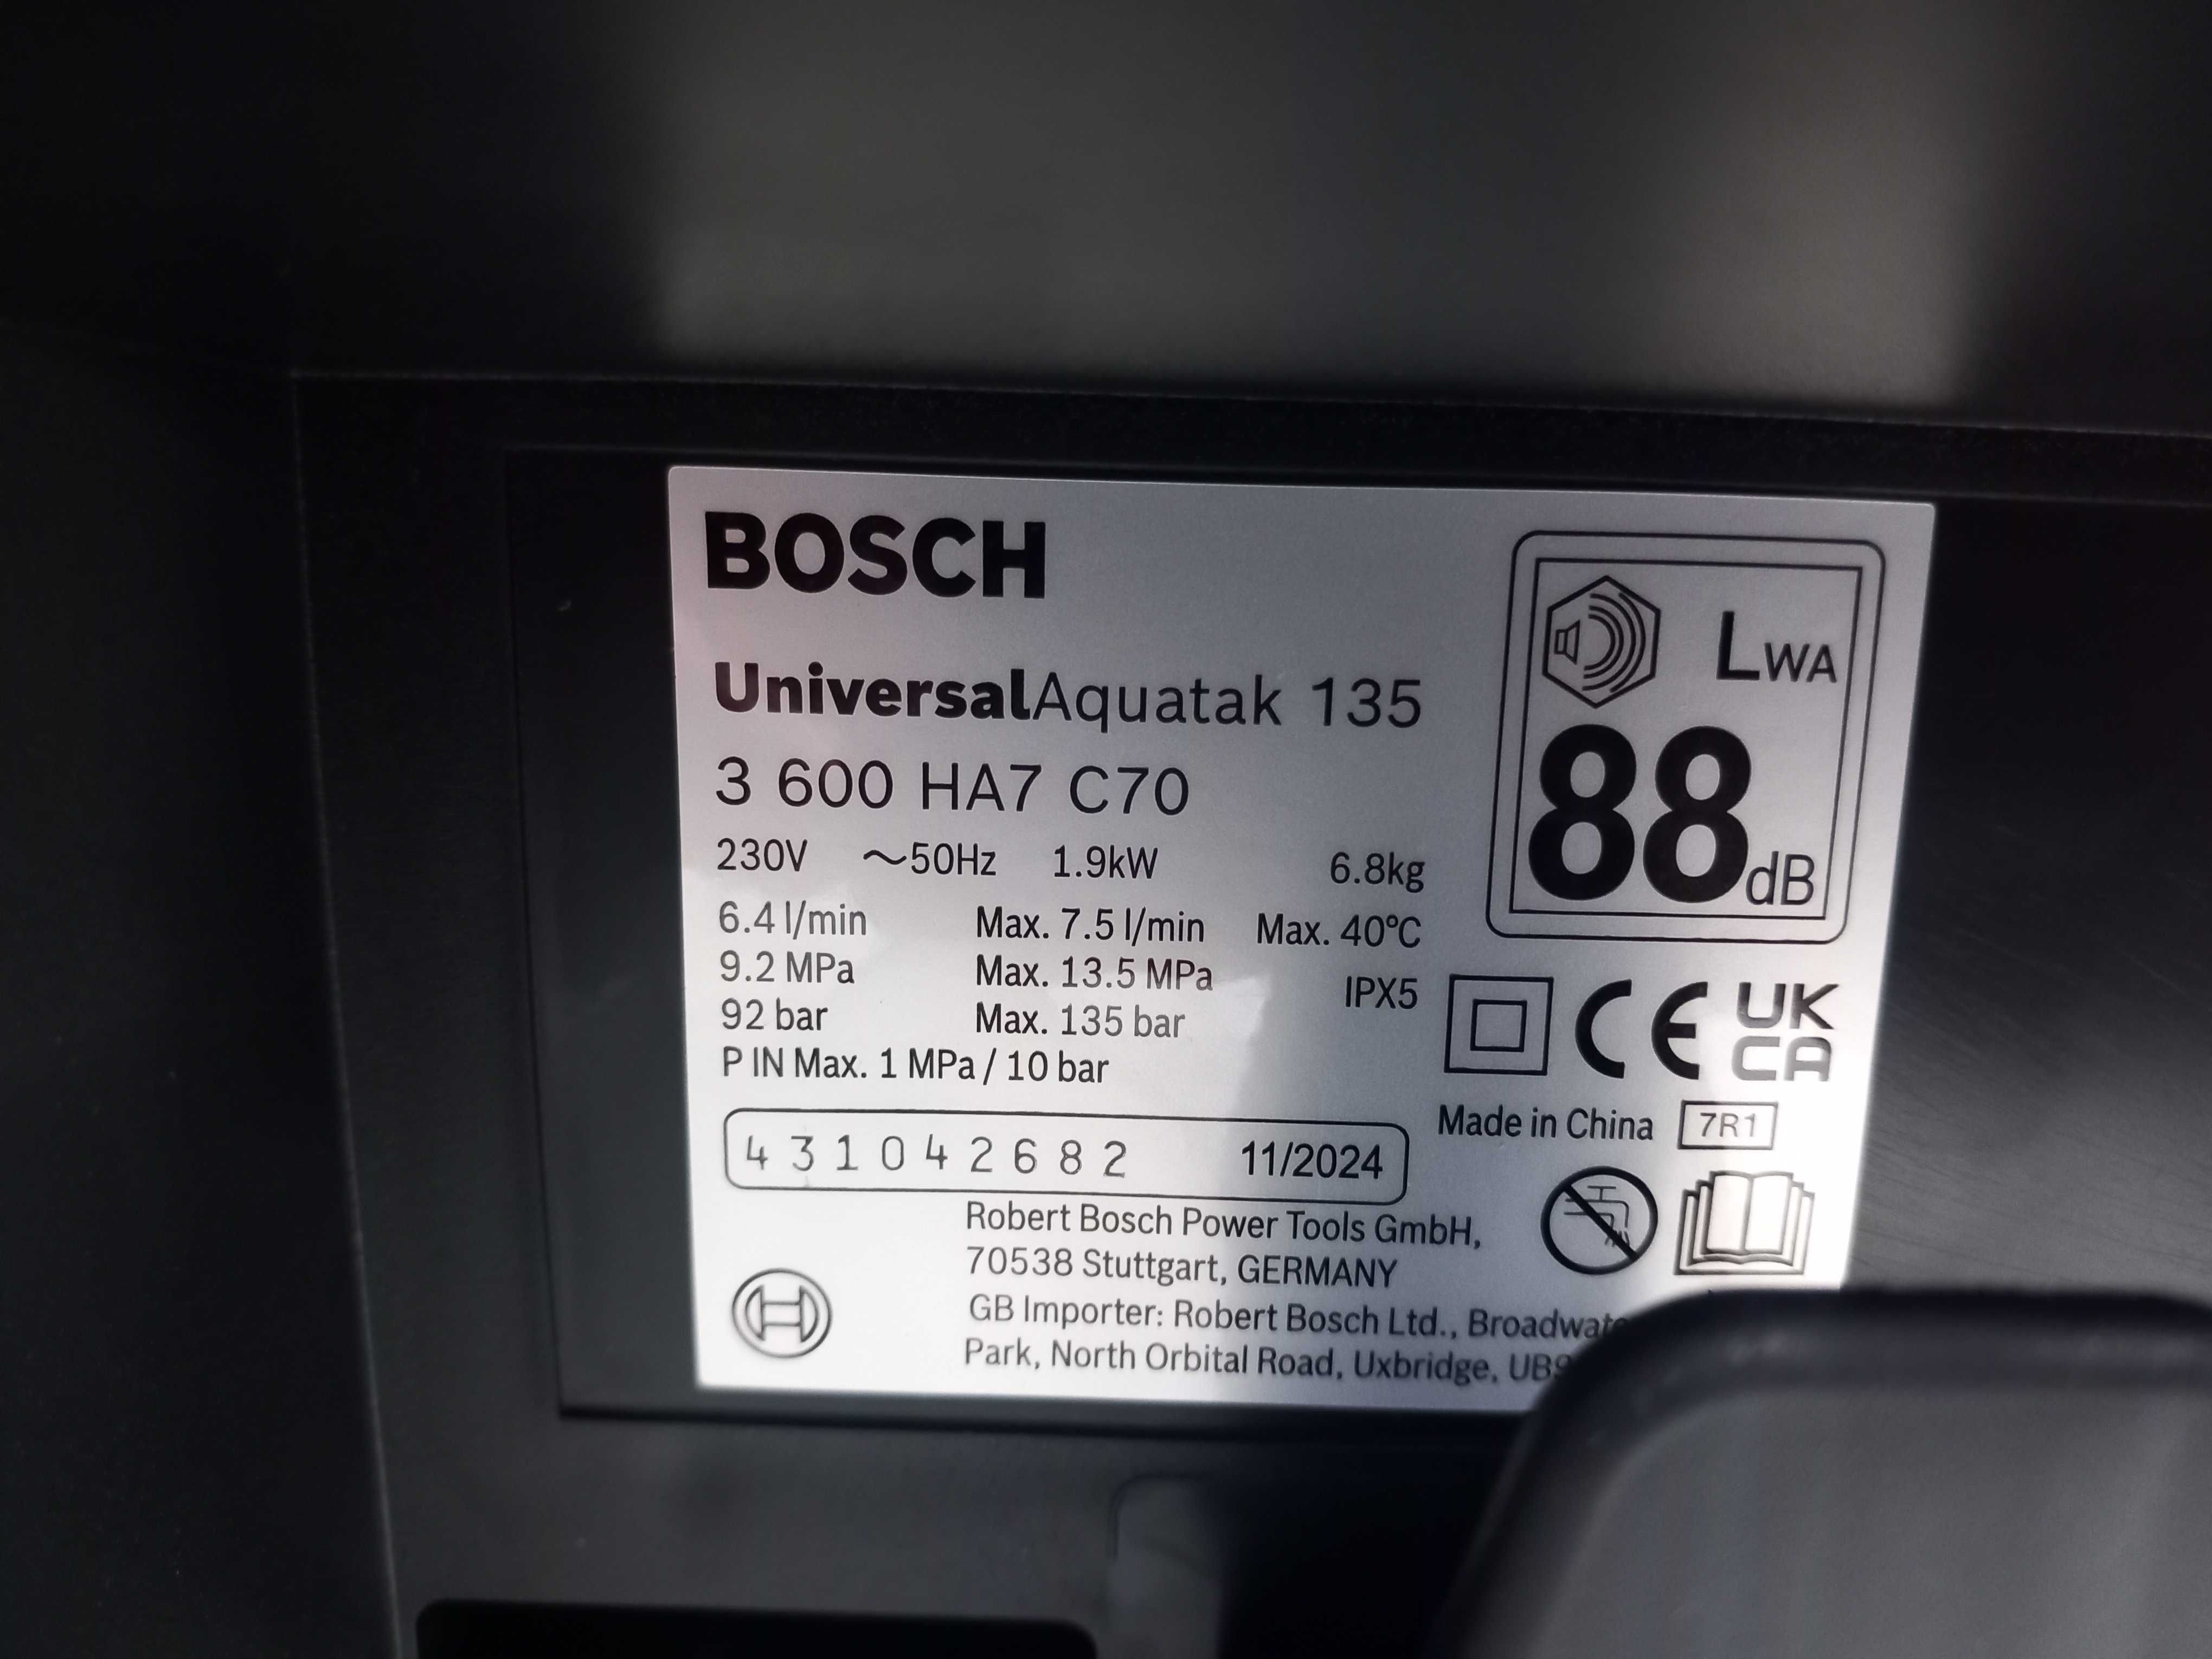 BOSCH
LWA
88dB
UniversalAquatak 135
3 600 HA7 C70
230V ~50Hz 1.9kW 6.8kg
6.4 l/min Max. 7.5 l/min Max. 40°C
9.2 MPa Max. 13.5 MPa IPX5
92 bar Max. 135 bar
P IN Max. 1 MPa / 10 bar
CE UK
CA
Made in China 7R1
431042682 11/2024
Robert Bosch Power Tools GmbH,
70538 Stuttgart, GERMANY
GB Importer: Robert Bosch Ltd.,
Park, North Orbital Road, Uxbridge,